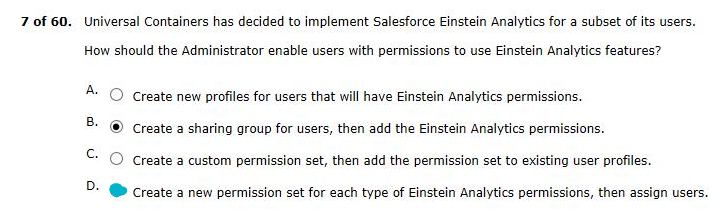 7 of 60. Universal Containers has decided to implement Salesforce Einstein Analytics for a subset of its users.
How should the Administrator enable users with permissions to use Einstein Analytics features?
A. Create new profiles for users that will have Einstein Analytics permissions.
B. Create a sharing group for users, then add the Einstein Analytics permissions.
C. Create a custom permission set, then add the permission set to existing user profiles.
D. Create a new permission set for each type of Einstein Analytics permissions, then assign users.